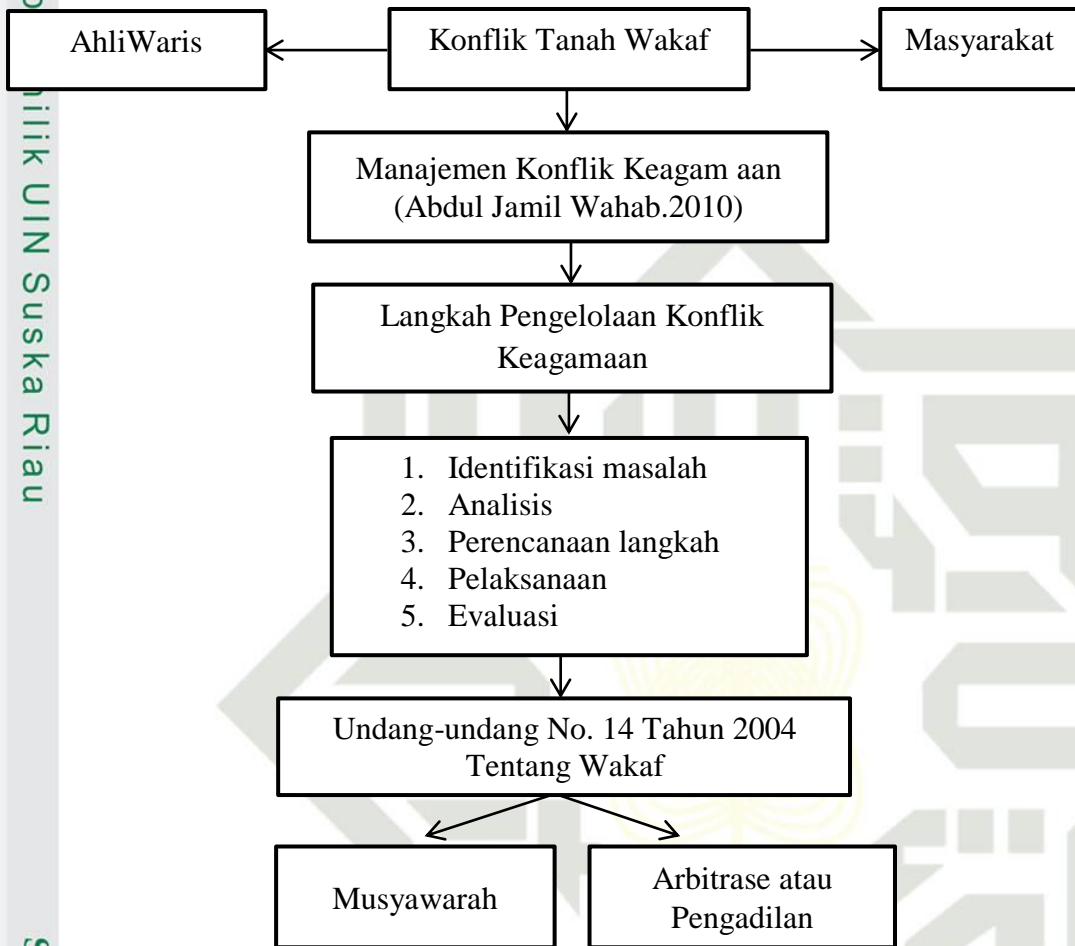 AhliWaris
Konflik Tanah Wakaf
Masyarakat
Manajemen Konflik Keagam aan
(Abdul Jamil Wahab.2010)
Langkah Pengelolaan Konflik
Keagamaan
1. Identifikasi masalah
2. Analisis
3. Perencanaan langkah
4. Pelaksanaan
5. Evaluasi
Undang-undang No. 14 Tahun 2004
Tentang Wakaf
Musyawarah
Arbitrase atau
Pengadilan
milik UIN Suska Riau